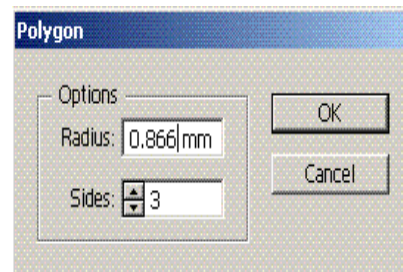 Polygon
Options
Radius: 0.866 mm
Sides: 3
OK
Cancel